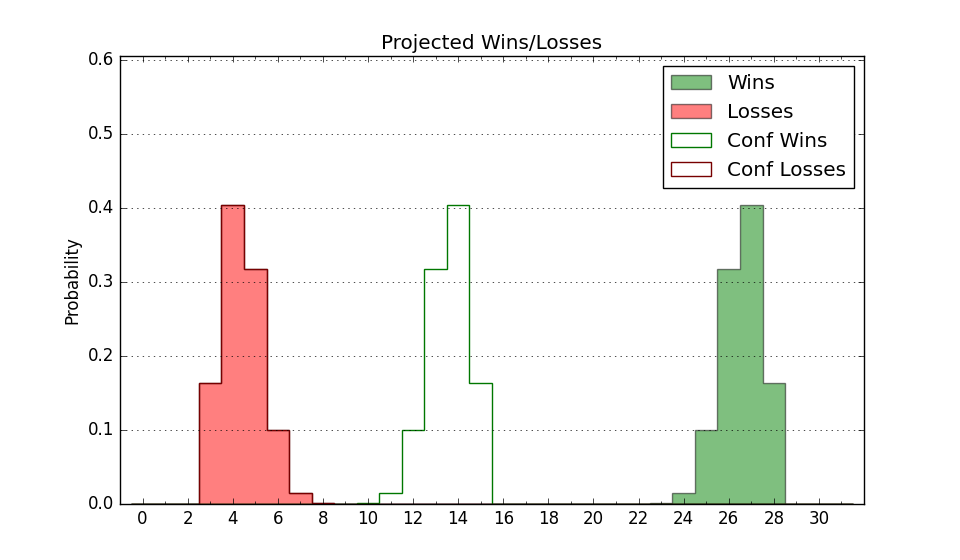 Projected Wins/Losses
0.6
0.5
0.4
0.3
0.2
0.1
0.0
Probability
Wins
Losses
Conf Wins
Conf Losses
0 2 4 6 8 10 12 14 16 18 20 22 24 26 28 30